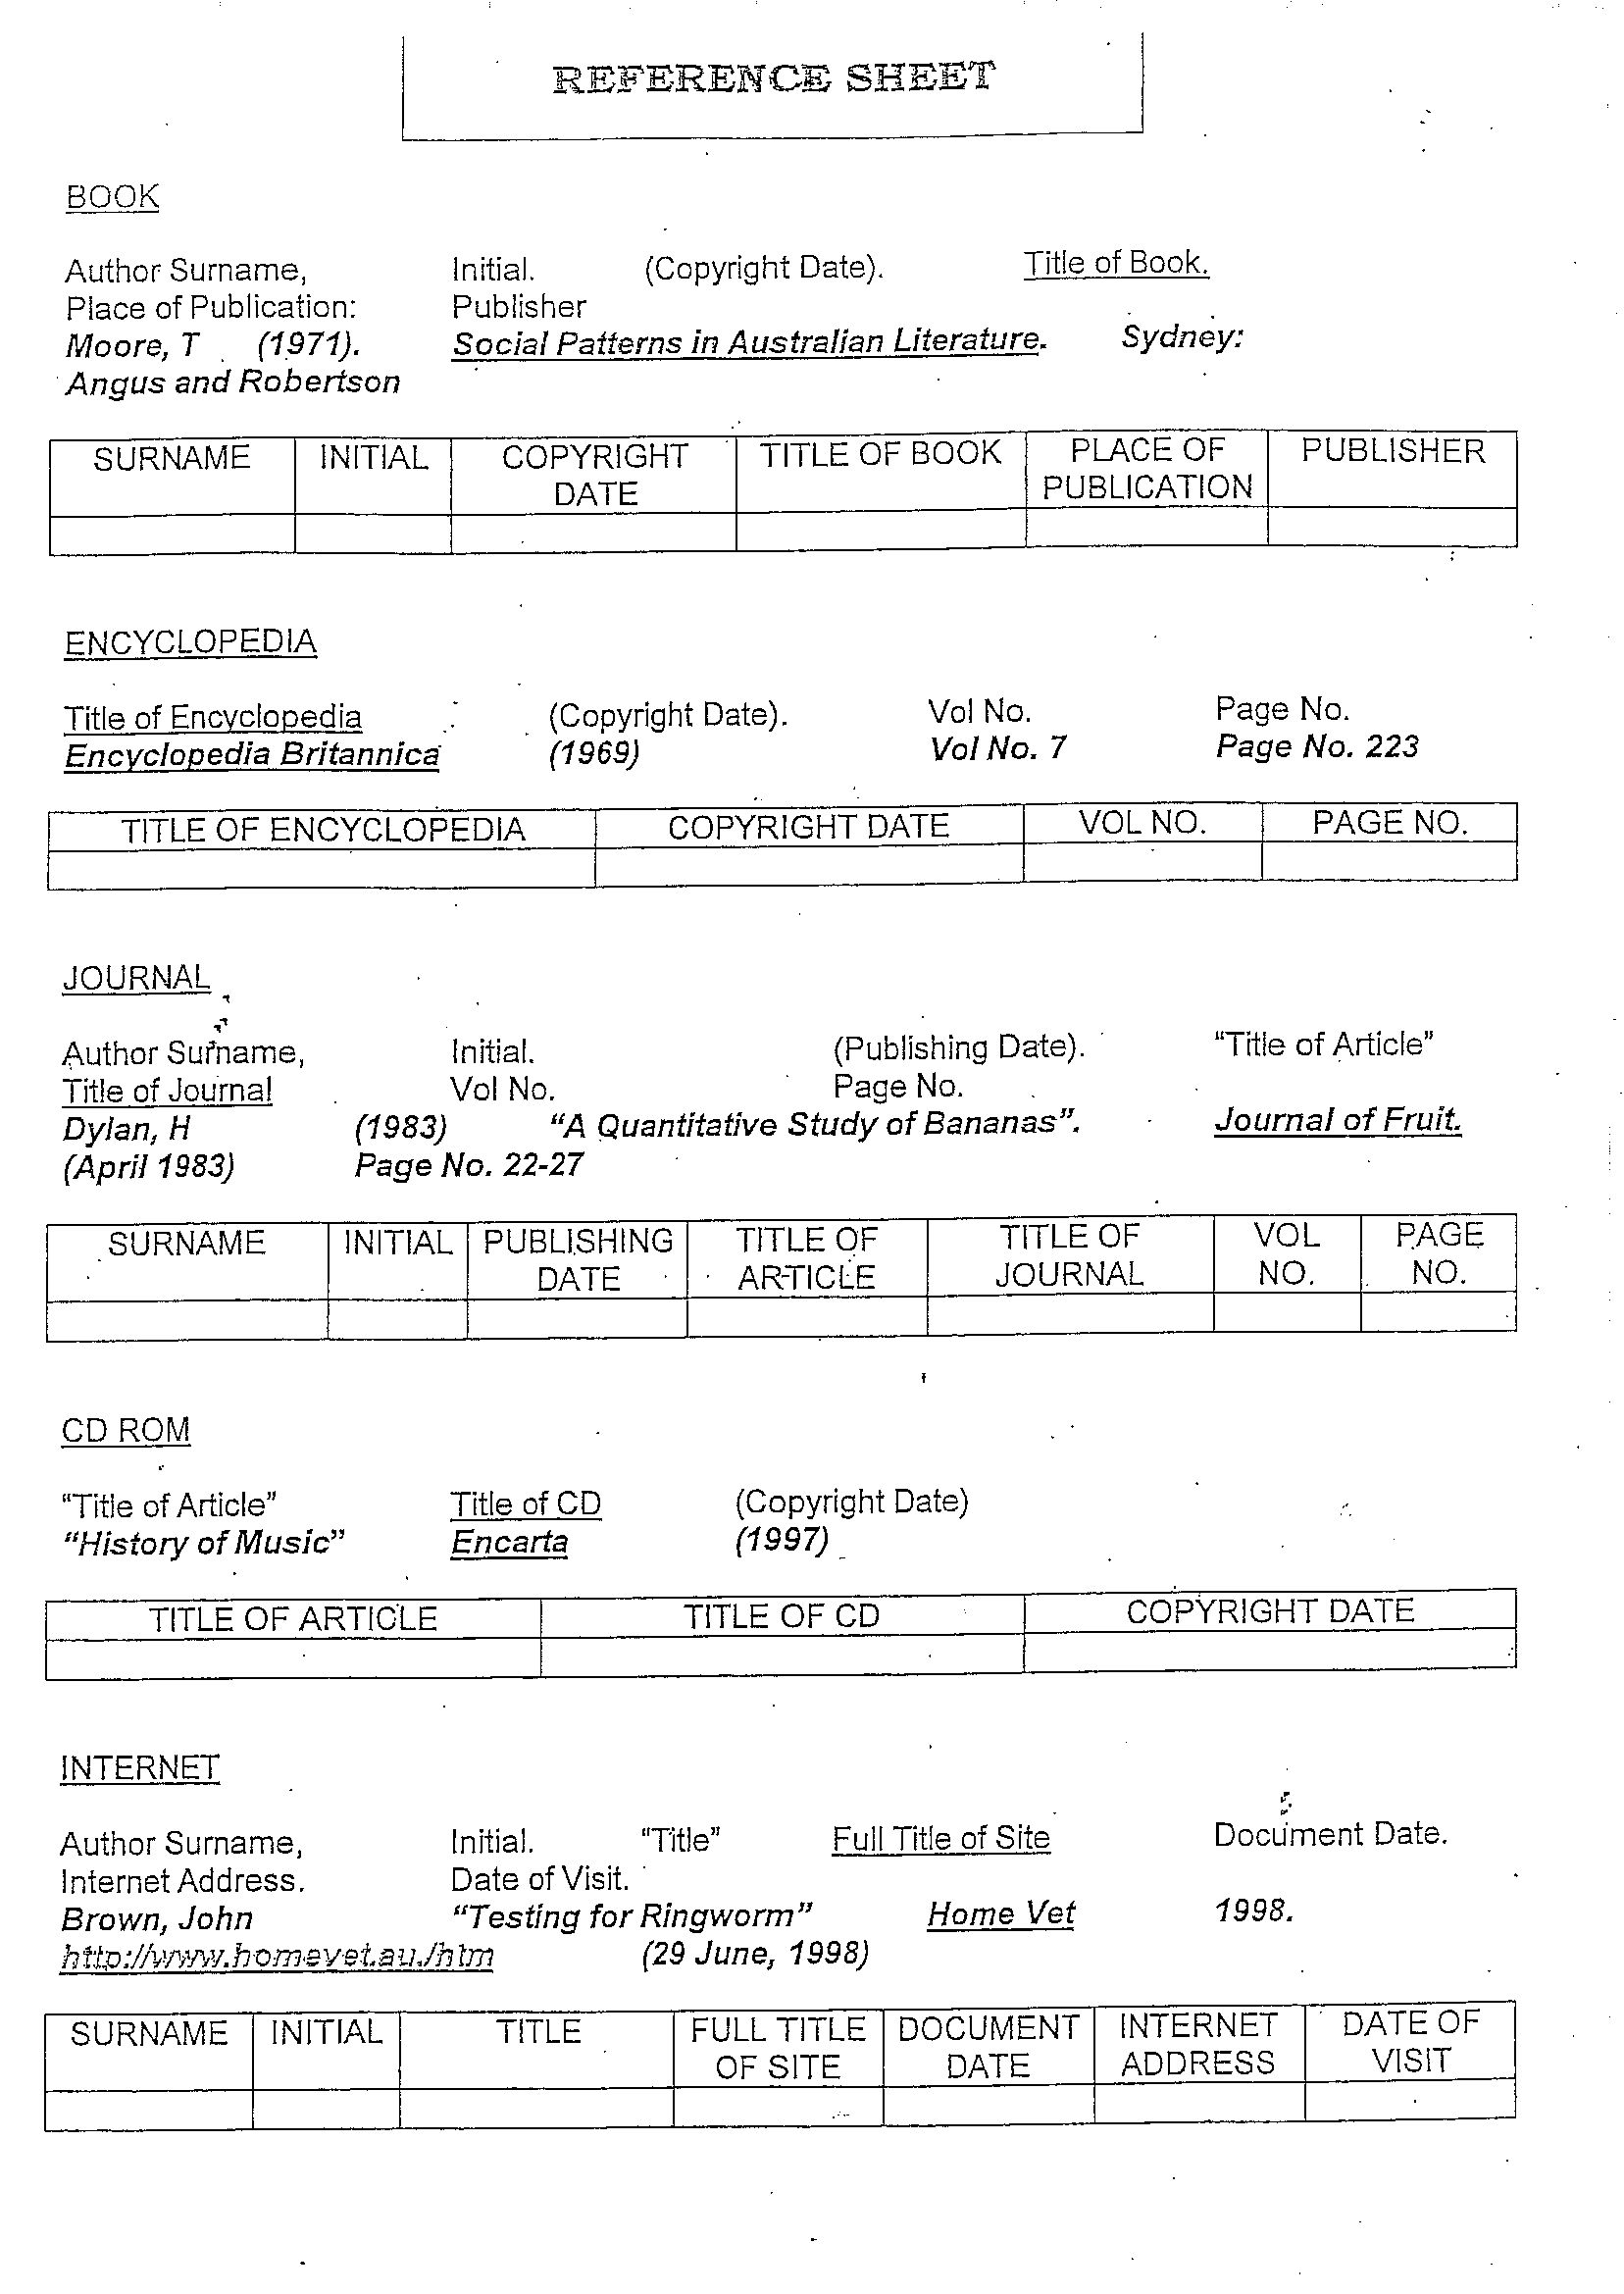 REFERENCE SHEET
BOOK
Author Surname, Initial. (Copyright Date). Title of Book.
Place of Publication: Publisher
Moore, T (1971). Social Patterns in Australian Literature. Sydney:
Angus and Robertson
SURNAME INITIAL COPYRIGHT DATE TITLE OF BOOK PLACE OF PUBLICATION PUBLISHER
ENCYCLOPEDIA
Title of Encyclopedia (Copyright Date). Vol No. Page No.
Encyclopedia Britannica (1969) Vol No. 7 Page No. 223
TITLE OF ENCYCLOPEDIA COPYRIGHT DATE VOL NO. PAGE NO.
JOURNAL
Author Surname, Initial. (Publishing Date). "Title of Article"
Title of Journal Vol No. Page No.
Dylan, H (1983) "A Quantitative Study of Bananas". Journal of Fruit.
(April 1983) Page No. 22-27
SURNAME INITIAL PUBLISHING DATE TITLE OF ARTICLE TITLE OF JOURNAL VOL NO. PAGE NO.
CD ROM
"Title of Article" Title of CD (Copyright Date)
"History of Music" Encarta (1997)
TITLE OF ARTICLE TITLE OF CD COPYRIGHT DATE
INTERNET
Author Surname, Initial. "Title" Full Title of Site Document Date.
Internet Address. Date of Visit.
Brown, John "Testing for Ringworm" Home Vet 1998.
http://www.homevet.au./htm (29 June, 1998)
SURNAME INITIAL TITLE FULL TITLE OF SITE DOCUMENT DATE INTERNET ADDRESS DATE OF VISIT